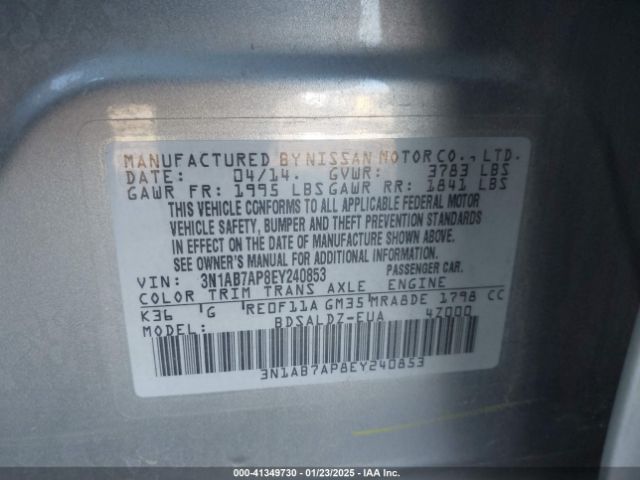 MANUFACTURED BY NISSAN MOTOR CO., LTD.
DATE: 04/14. GVWR: 3783 LBS
GAWR FR: 1995 LBS GAWR RR: 1841 LBS
THIS VEHICLE CONFORMS TO ALL APPLICABLE FEDERAL MOTOR
VEHICLE SAFETY, BUMPER AND THEFT PREVENTION STANDARDS
IN EFFECT ON THE DATE OF MANUFACTURE SHOWN ABOVE.
SEE OWNER'S MANUAL FOR ADDITIONAL INFORMATION.
VIN: 3N1AB7AP8EY240853 PASSENGER CAR.
COLOR TRIM TRANS AXLE ENGINE
K36 G RE0F11A GM35 MRA8DE 1798 CC
MODEL: BDSALDZ-EUA 4Z000
3N1AB7AP8EY240853
000-41349730 - 01/23/2025 - IAA Inc.